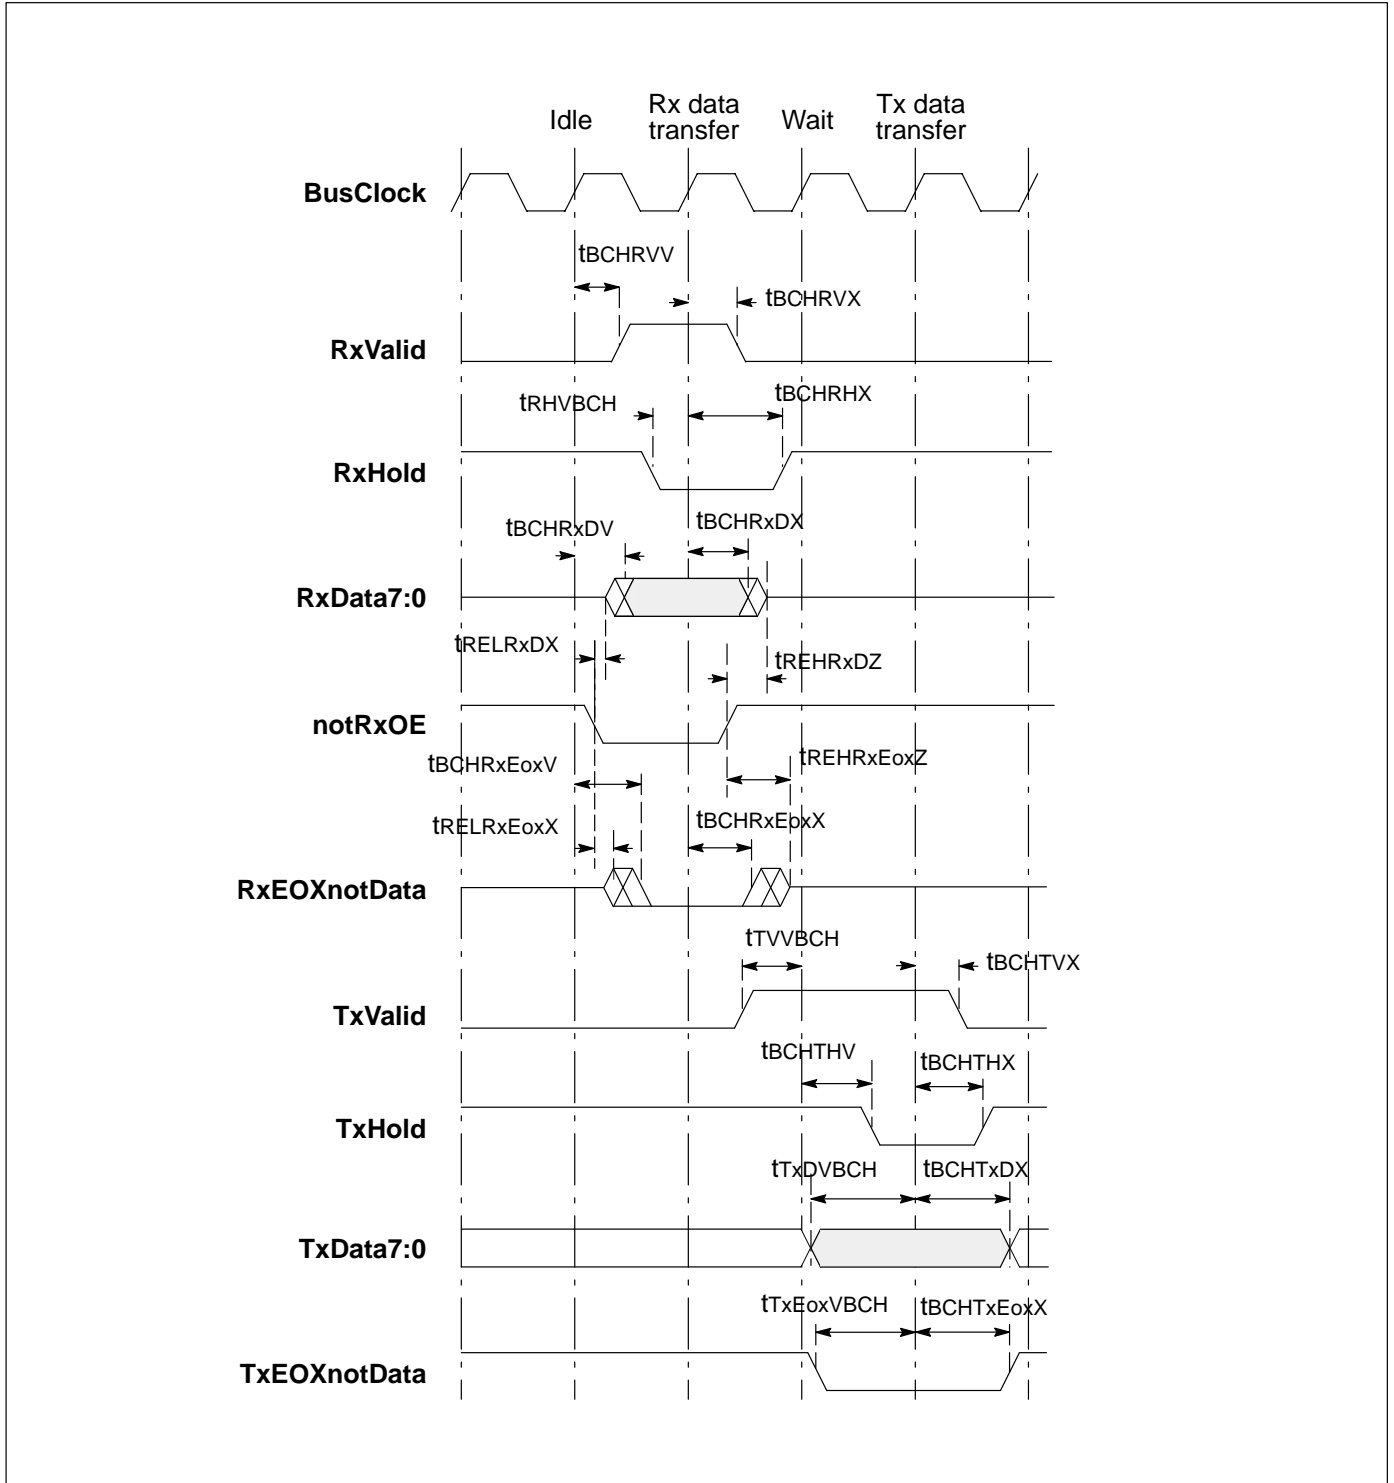 Idle
Rx data
transfer
Wait
Tx data
transfer
BusClock
tBCHRVV
tBCHRVX
RxValid
tRHVBCH
tBCHRHX
RxHold
tBCHRxDV
tBCHRxDX
RxData7:0
tRELRxDX
tREHRxDZ
notRxOE
tBCHRxEoxV
tREHRxEoxZ
tRELRxEoxX
tBCHRxEoxX
RxEOXnotData
tTVVBCH
tBCHTVX
TxValid
tBCHTHV
tBCHTHX
TxHold
tTxDVBCH
tBCHTxDX
TxData7:0
tTxEoxVBCH
tBCHTxEoxX
TxEOXnotData